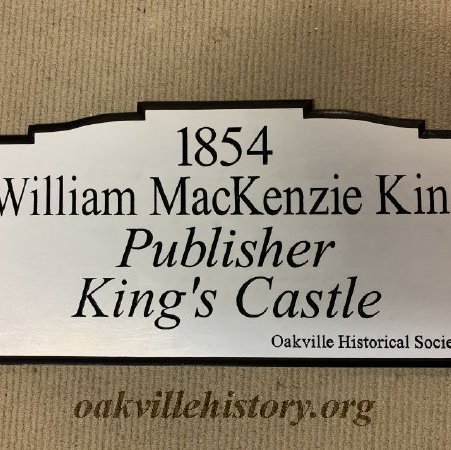 1854
William MacKenzie Kin
Publisher
King's Castle
Oakville Historical Socie
oakvillehistory.org